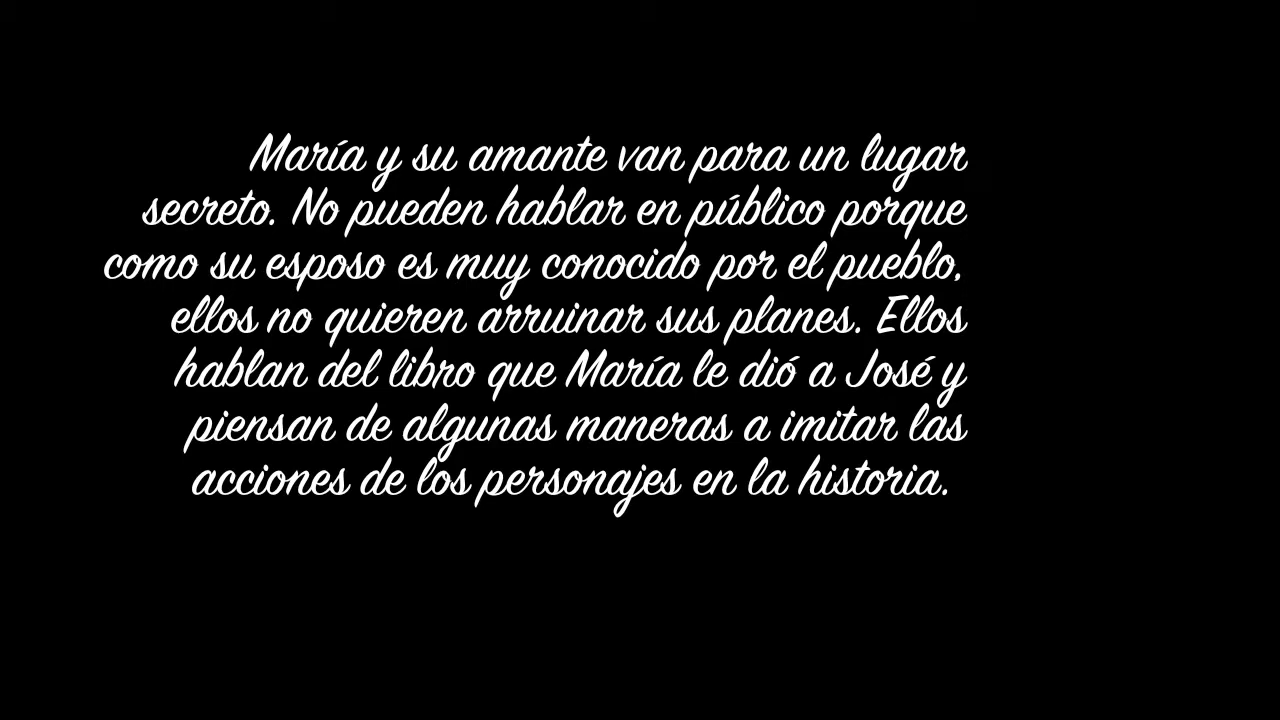 María y su amante van para un lugar
secreto. No pueden hablar en público porque
como su esposo es muy conocido por el pueblo,
ellos no quieren arruinar sus planes. Ellos
hablan del libro que María le dió a José y
piensan de algunas maneras a imitar las
acciones de los personajes en la historia.